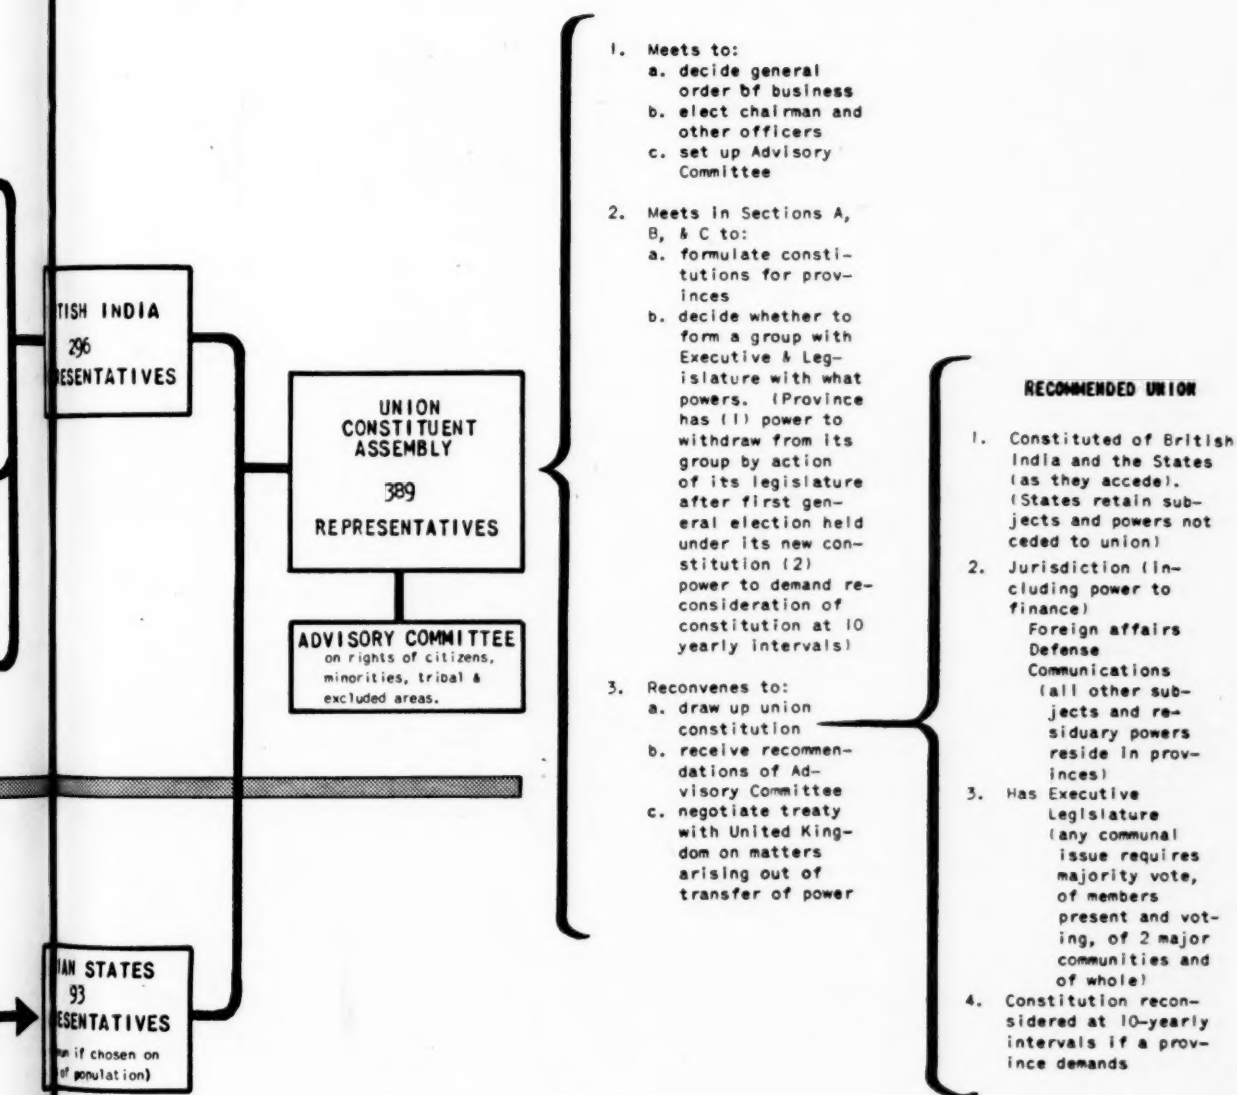 TISH INDIA
296
ESENTATIVES
UNION
CONSTITUENT
ASSEMBLY
389
REPRESENTATIVES
ADVISORY COMMITTEE
on rights of citizens,
minorities, tribal &
excluded areas.
IAN STATES
93
ESENTATIVES
if chosen on
of population)
1. Meets to:
a. decide general
order of business
b. elect chairman and
other officers
c. set up Advisory
Committee
2. Meets in Sections A,
B, & C to:
a. formulate consti-
tutions for prov-
inces
b. decide whether to
form a group with
Executive & Leg-
islature with what
powers. (Province
has (1) power to
withdraw from its
group by action
of its legislature
after first gen-
eral election held
under its new con-
stitution (2)
power to demand re-
consideration of
constitution at 10
yearly intervals)
3. Reconvenes to:
a. draw up union
constitution
b. receive recommen-
dations of Ad-
visory Committee
c. negotiate treaty
with United King-
dom on matters
arising out of
transfer of power
RECOMMENDED UNION
1. Constituted of British
India and the States
(as they accede).
(States retain sub-
jects and powers not
ceded to union)
2. Jurisdiction (in-
cluding power to
finance)
Foreign affairs
Defense
Communications
(all other sub-
jects and re-
siduary powers
reside in prov-
inces)
3. Has Executive
Legislature
(any communal
issue requires
majority vote,
of members
present and vot-
ing, of 2 major
communities and
of whole)
4. Constitution recon-
sidered at 10-yearly
intervals if a prov-
ince demands